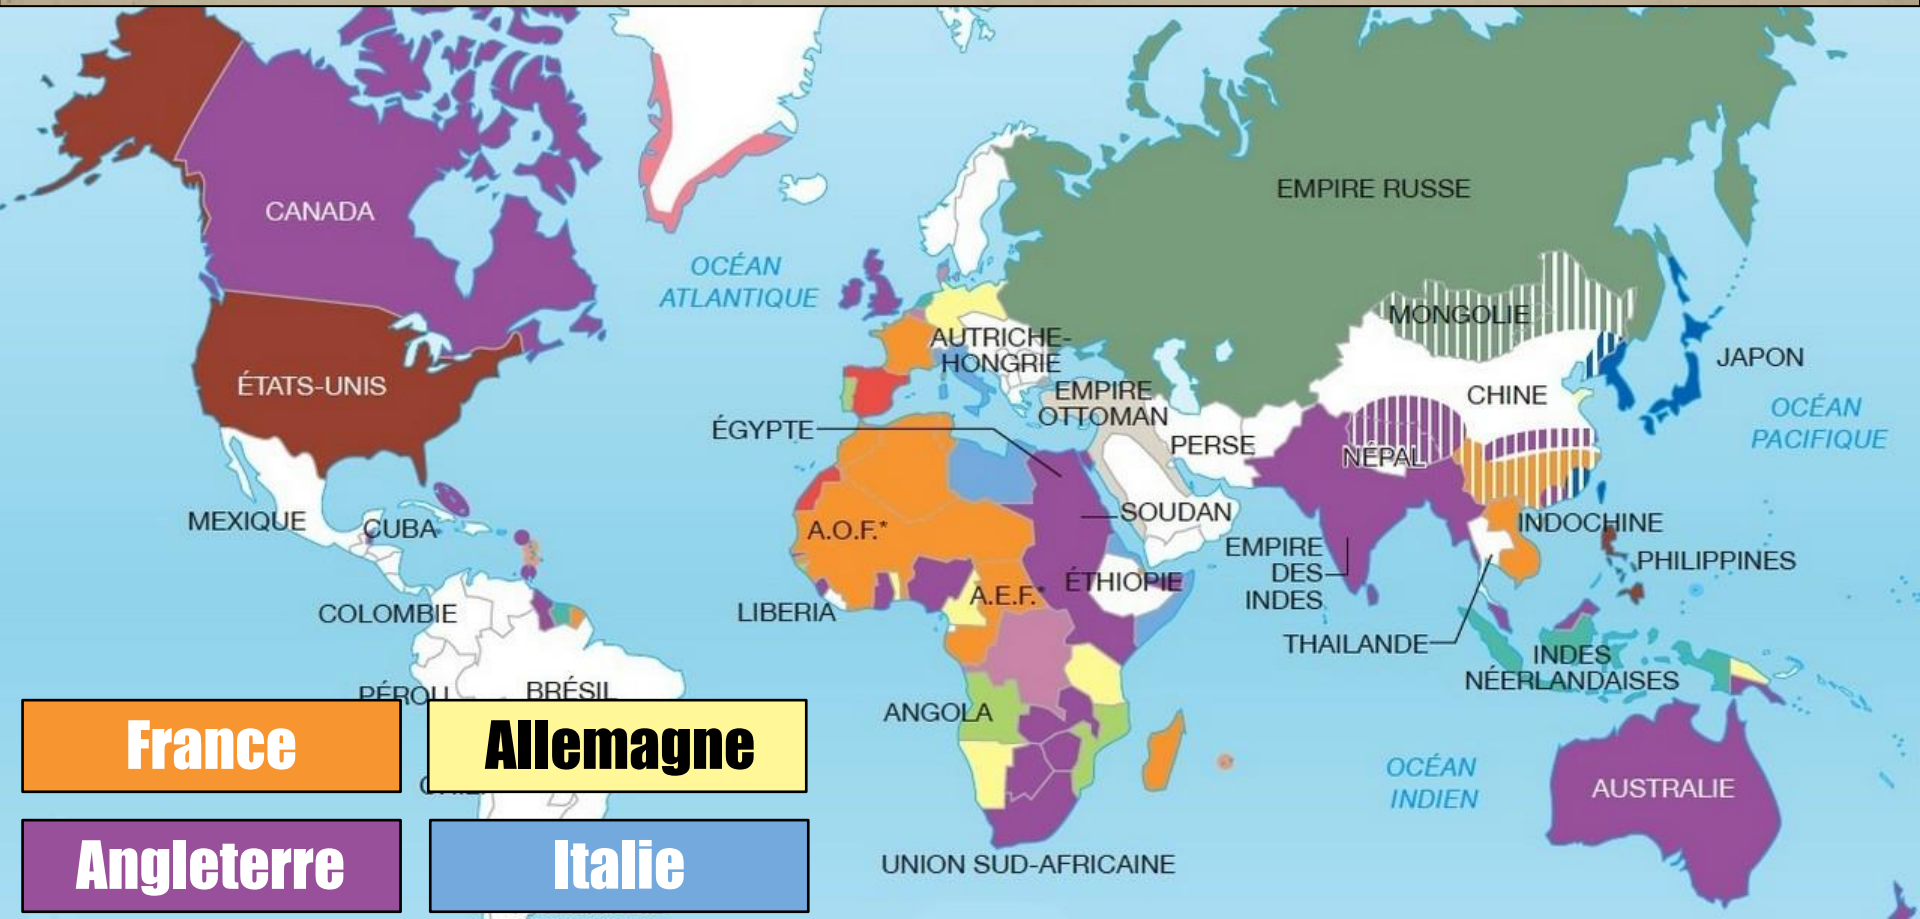 CANADA
EMPIRE RUSSE
OCÉAN
ATLANTIQUE
MONGOLIE
AUTRICHE-
HONGRIE
JAPON
ÉTATS-UNIS
CHINE
EMPIRE
OTTOMAN
OCÉAN
PACIFIQUE
ÉGYPTE
PERSE
NÉPAL
MEXIQUE
CUBA
A.O.F.*
SOUDAN
INDOCHINE
EMPIRE
DES
INDES
PHILIPPINES
ÉTHIOPIE
A.E.F.*
COLOMBIE
LIBERIA
THAILANDE
INDES
NÉERLANDAISES
PÉROU
BRÉSIL
ANGOLA
France
Allemagne
OCÉAN
INDIEN
AUSTRALIE
Angleterre
Italie
UNION SUD-AFRICAINE